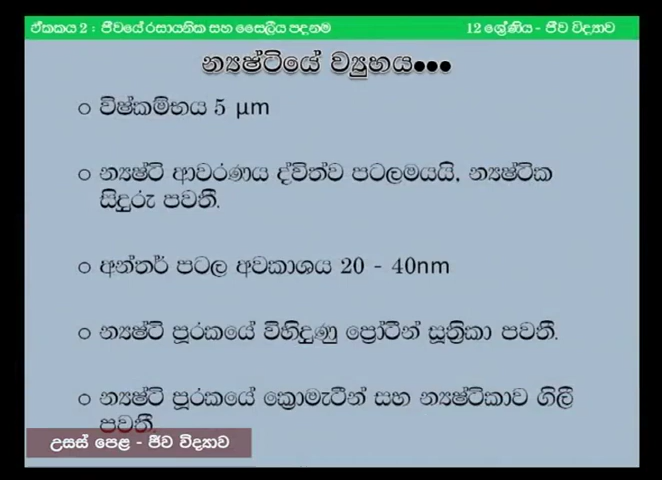 ඒකකය 2 : ජීවයේ රසායනික සහ සෛලීය පදනම
12 ශ්‍රේණිය - ජීව විද්‍යාව
න්‍යෂ්ටියේ ව්‍යුහය...
විෂ්කම්භය 5 μm
න්‍යෂ්ටි ආවරණය ද්විත්ව පටලමයයි, න්‍යෂ්ටික
සිදුරු පවතී.
අන්තර් පටල අවකාශය 20 - 40nm
න්‍යෂ්ටි පූරකයේ විහිදුණු ප්‍රෝටීන් සූත්‍රිකා පවතී.
න්‍යෂ්ටි පූරකයේ ක්‍රොමැටීන් සහ න්‍යෂ්ටිකාව ගිලී
පවතී.
උසස් පෙළ - ජීව විද්‍යාව